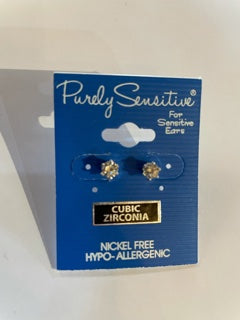 Purely Sensitive®
For
Sensitive
Ears
CUBIC
ZIRCONIA
NICKEL FREE
HYPO-ALLERGENIC